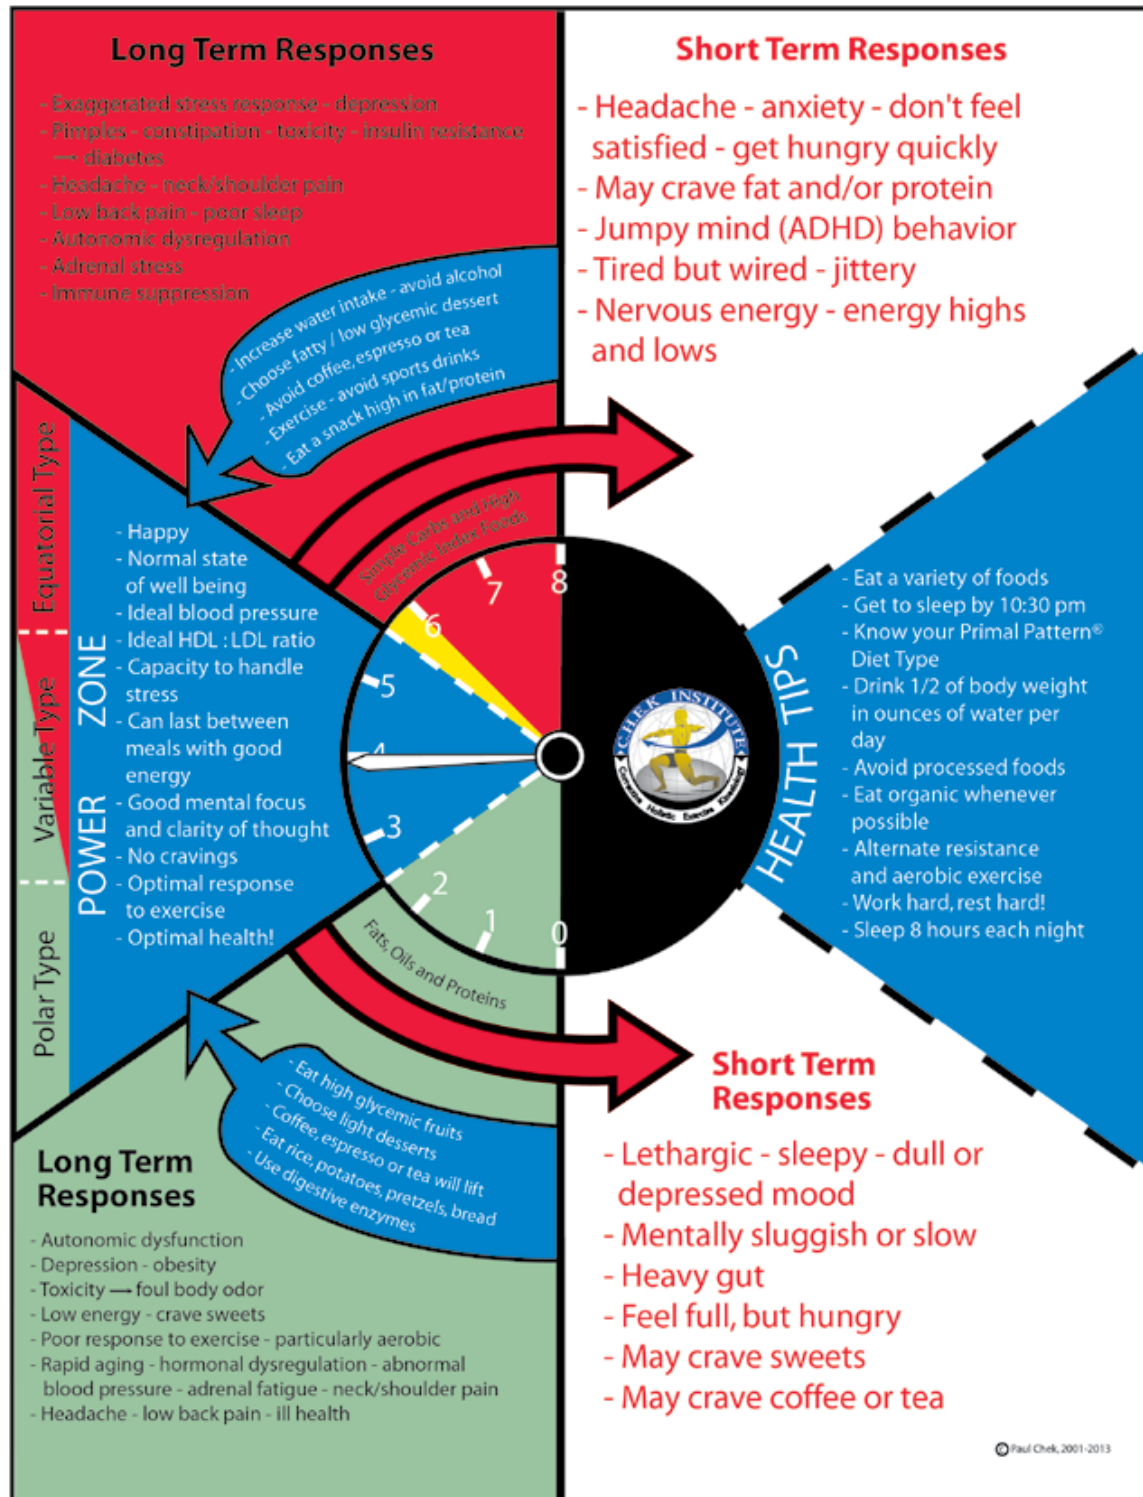 Long Term Responses
- Exaggerated stress response - depression
- Pimples - constipation - toxicity - insulin resistance
→ diabetes
- Headache - neck/shoulder pain
- Low back pain - poor sleep
- Autonomic dysregulation
- Adrenal stress
- Immune suppression
Short Term Responses
- Headache - anxiety - don't feel
satisfied - get hungry quickly
- May crave fat and/or protein
- Jumpy mind (ADHD) behavior
- Tired but wired - jittery
- Nervous energy - energy highs
and lows
- Increase water intake - avoid alcohol
- Choose fatty / low glycemic dessert
- Avoid coffee, espresso or tea
- Exercise - avoid sports drinks
- Eat a snack high in fat/protein
Simple Carbs and High
Glycemic Index Foods
Equatorial Type
Variable Type
Polar Type
POWER ZONE
- Happy
- Normal state
of well being
- Ideal blood pressure
- Ideal HDL : LDL ratio
- Capacity to handle
stress
- Can last between
meals with good
energy
- Good mental focus
and clarity of thought
- No cravings
- Optimal response
to exercise
- Optimal health!
8
7
6
5
4
3
2
1
0
C.H.E.K INSTITUTE
Corrective Holistic Exercise Kinesiology
HEALTH TIPS
- Eat a variety of foods
- Get to sleep by 10:30 pm
- Know your Primal Pattern®
Diet Type
- Drink 1/2 of body weight
in ounces of water per
day
- Avoid processed foods
- Eat organic whenever
possible
- Alternate resistance
and aerobic exercise
- Work hard, rest hard!
- Sleep 8 hours each night
Fats, Oils and Proteins
- Eat high glycemic fruits
- Choose light desserts
- Coffee, espresso or tea will lift
- Eat rice, potatoes, pretzels, bread
- Use digestive enzymes
Long Term
Responses
- Autonomic dysfunction
- Depression - obesity
- Toxicity → foul body odor
- Low energy - crave sweets
- Poor response to exercise - particularly aerobic
- Rapid aging - hormonal dysregulation - abnormal
blood pressure - adrenal fatigue - neck/shoulder pain
- Headache - low back pain - ill health
Short Term
Responses
- Lethargic - sleepy - dull or
depressed mood
- Mentally sluggish or slow
- Heavy gut
- Feel full, but hungry
- May crave sweets
- May crave coffee or tea
© Paul Chek, 2001-2013